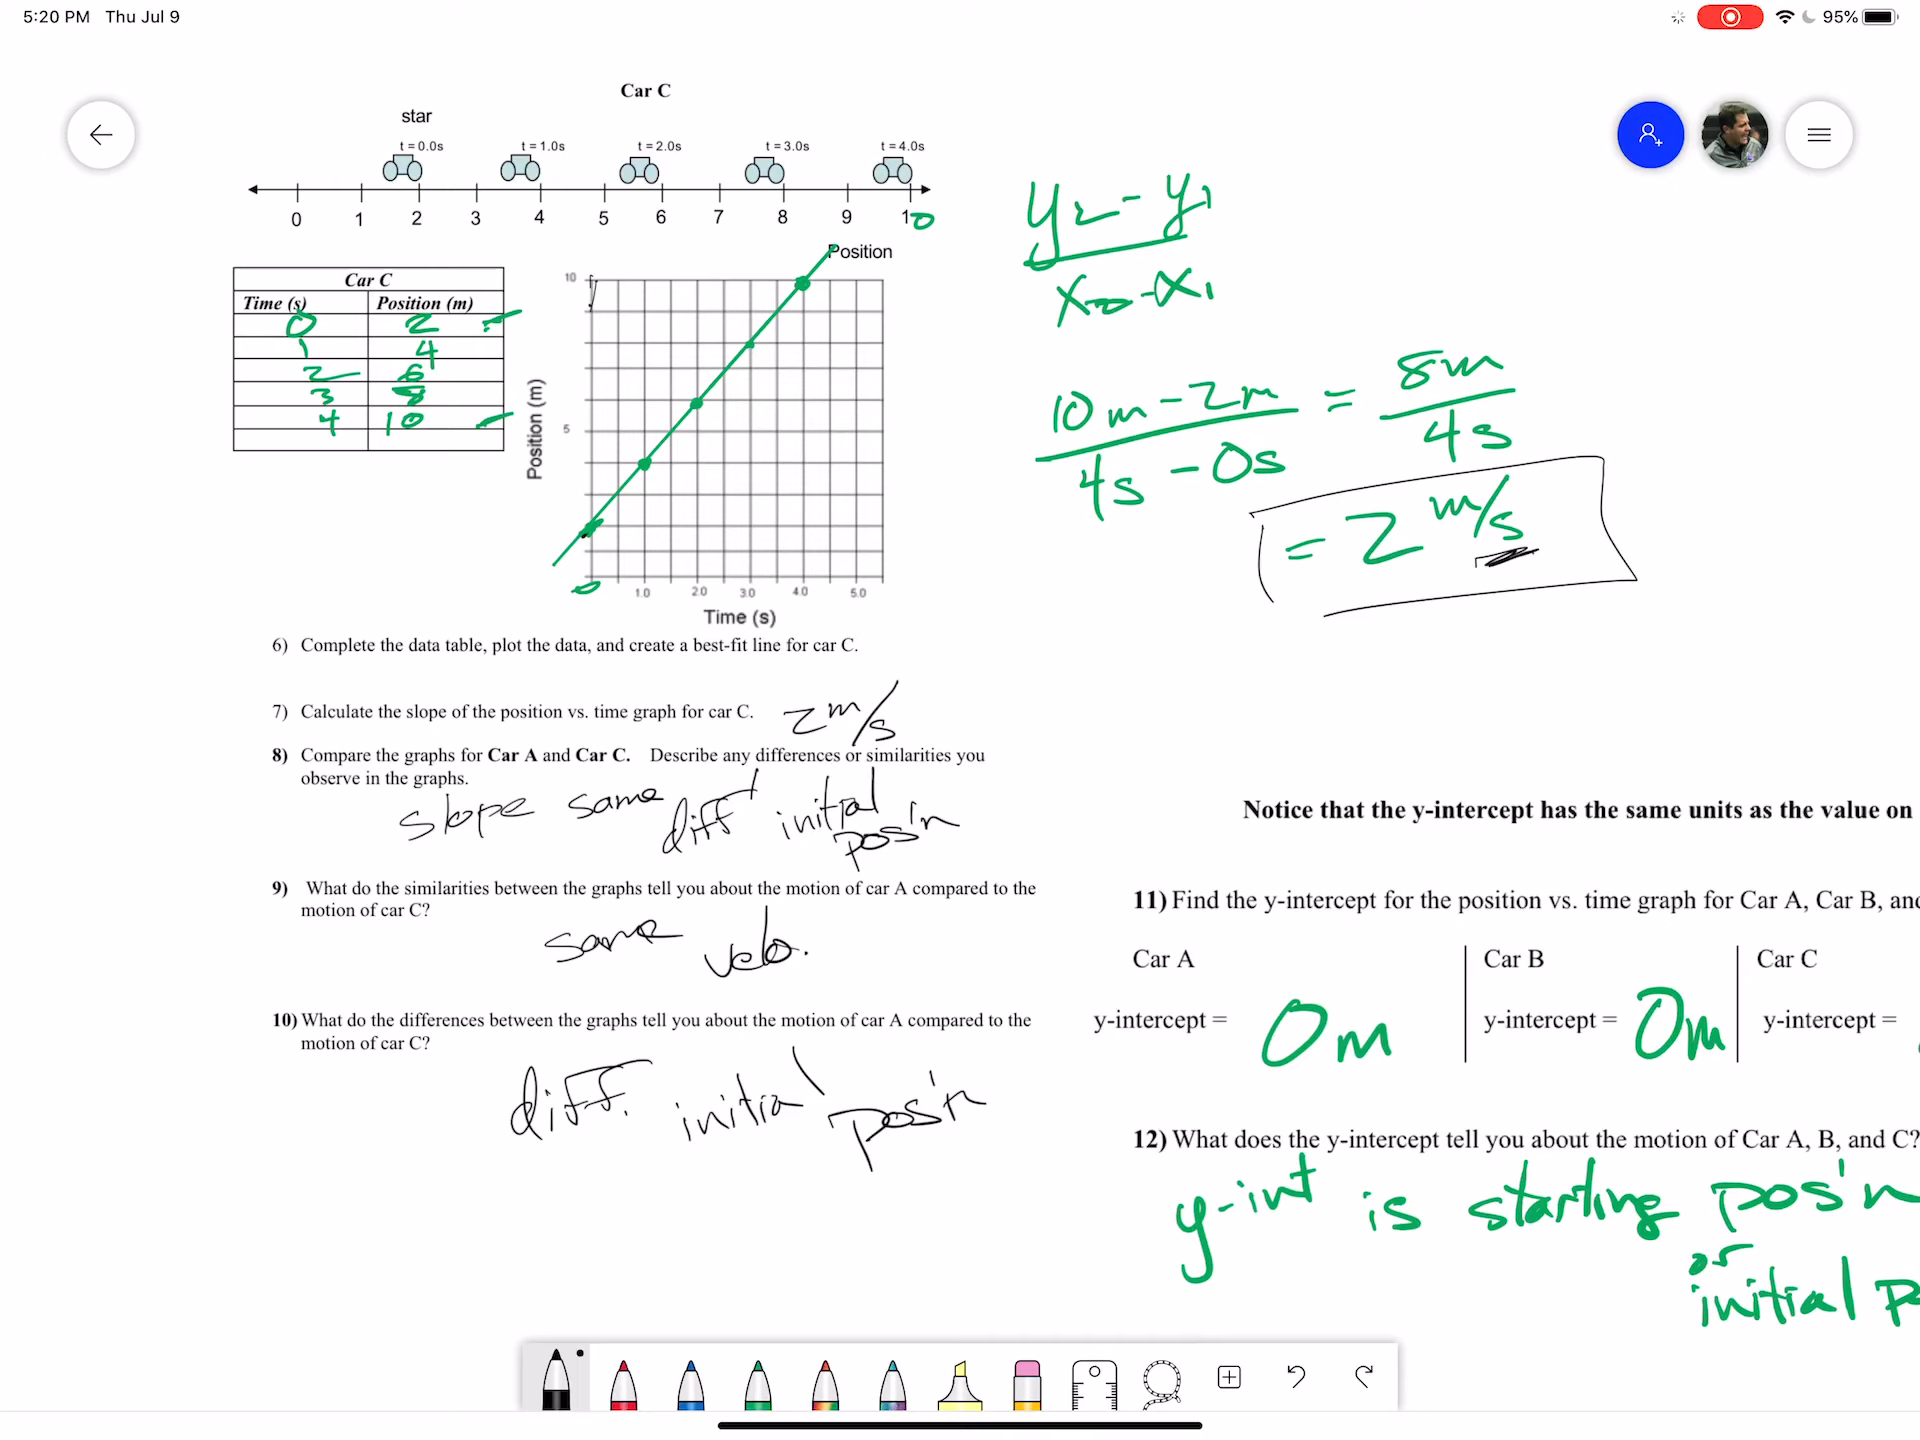 5:20 PM Thu Jul 9
95%
Car C
star
t = 0.0s t = 1.0s t = 2.0s t = 3.0s t = 4.0s
0 1 2 3 4 5 6 7 8 9 10
Car C
Time (s) Position (m)
0 2
1 4
2 6
3 8
4 10
Position
10
5
Position (m)
0 1.0 2.0 3.0 4.0 5.0
Time (s)
y2 - y1
x2 - x1
10m - 2m = 8m
4s - 0s 4s
= 2 m/s
6) Complete the data table, plot the data, and create a best-fit line for car C.
7) Calculate the slope of the position vs. time graph for car C. 2 m/s
8) Compare the graphs for Car A and Car C. Describe any differences or similarities you
observe in the graphs.
slope same diff initial
pos'n
9) What do the similarities between the graphs tell you about the motion of car A compared to the
motion of car C?
same velo.
10) What do the differences between the graphs tell you about the motion of car A compared to the
motion of car C?
diff. initial pos'n
Notice that the y-intercept has the same units as the value on
11) Find the y-intercept for the position vs. time graph for Car A, Car B, and
Car A Car B Car C
y-intercept = 0m y-intercept = 0m y-intercept =
12) What does the y-intercept tell you about the motion of Car A, B, and C?
y-int is starting pos'n
or
initial p